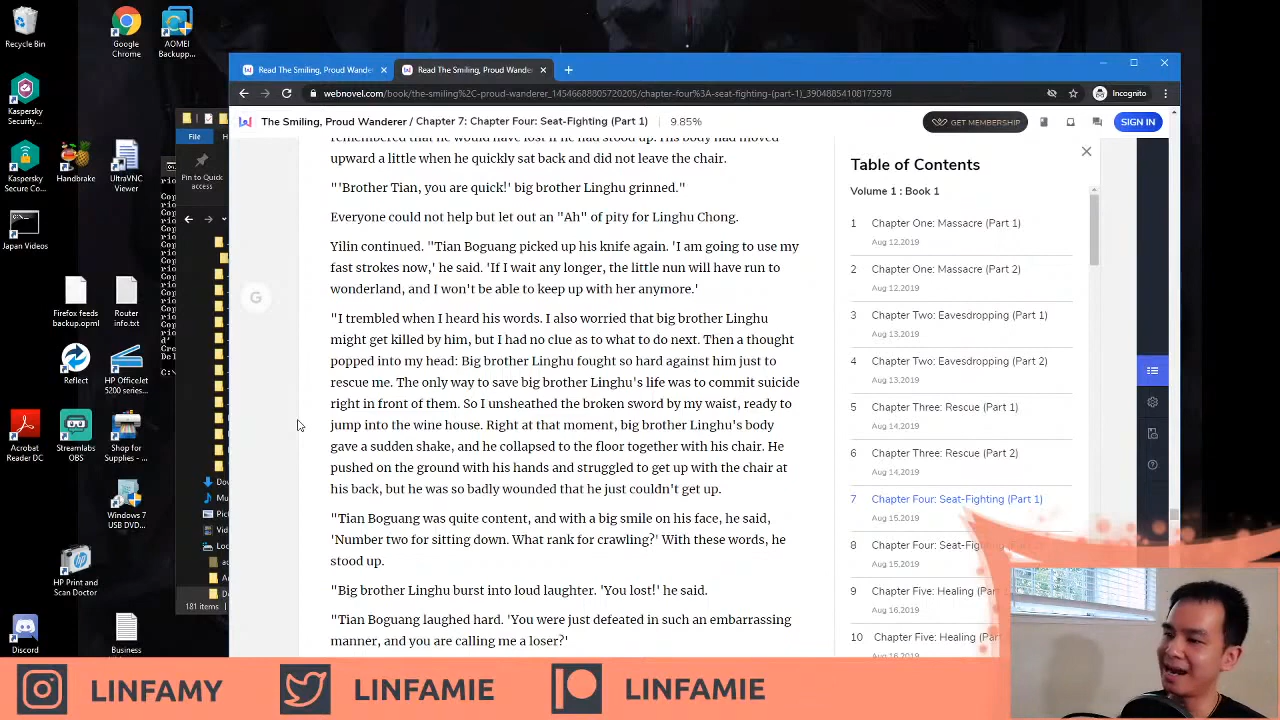 Recycle Bin
Google Chrome
AOMEI Backupp...
Kaspersky Security...
Kaspersky Secure Co...
Handbrake
UltraVNC Viewer
Japan Videos
Firefox feeds backup.opml
Router info.txt
Reflect
HP OfficeJet 5200 series...
Acrobat Reader DC
Streamlabs OBS
Shop for Supplies - ...
Windows 7 USB DVD...
HP Print and Scan Doctor
Discord
Business
File
Pin to Quick access
181 items
Read The Smiling, Proud Wande
Read The Smiling, Proud Wande
webnovel.com/book/the-smiling%2C-proud-wanderer_14546688805720205/chapter-four%3A-seat-fighting-(part-1)_39048854108175978
Incognito
The Smiling, Proud Wanderer / Chapter 7: Chapter Four: Seat-Fighting (Part 1)
9.85%
GET MEMBERSHIP
SIGN IN
upward a little when he quickly sat back and did not leave the chair.
"'Brother Tian, you are quick!' big brother Linghu grinned."
Everyone could not help but let out an "Ah" of pity for Linghu Chong.
Yilin continued. "Tian Boguang picked up his knife again. 'I am going to use my
fast strokes now,' he said. 'If I wait any longer, the little nun will have run to
wonderland, and I won't be able to keep up with her anymore.'
"I trembled when I heard his words. I also worried that big brother Linghu
might get killed by him, but I had no clue as to what to do next. Then a thought
popped into my head: Big brother Linghu fought so hard against him just to
rescue me. The only way to save big brother Linghu's life was to commit suicide
right in front of them. So I unsheathed the broken sword by my waist, ready to
jump into the wine house. Right at that moment, big brother Linghu's body
gave a sudden shake, and he collapsed to the floor together with his chair. He
pushed on the ground with his hands and struggled to get up with the chair at
his back, but he was so badly wounded that he just couldn't get up.
"Tian Boguang was quite content, and with a big smile on his face, he said,
'Number two for sitting down. What rank for crawling?' With these words, he
stood up.
"Big brother Linghu burst into loud laughter. 'You lost!' he said.
"Tian Boguang laughed hard. 'You were just defeated in such an embarrassing
manner, and you are calling me a loser?'
Table of Contents
Volume 1 : Book 1
1 Chapter One: Massacre (Part 1)
Aug 12,2019
2 Chapter One: Massacre (Part 2)
Aug 12,2019
3 Chapter Two: Eavesdropping (Part 1)
Aug 13,2019
4 Chapter Two: Eavesdropping (Part 2)
Aug 13,2019
5 Chapter Three: Rescue (Part 1)
Aug 14,2019
6 Chapter Three: Rescue (Part 2)
Aug 14,2019
7 Chapter Four: Seat-Fighting (Part 1)
Aug 15,2019
8 Chapter Four: Seat-
Aug 15,2019
9 Chapter Five: Healing (Par
Aug 16,2019
10 Chapter Five: Healing (Par
Aug 16,2019
LINFAMY
LINFAMIE
LINFAMIE